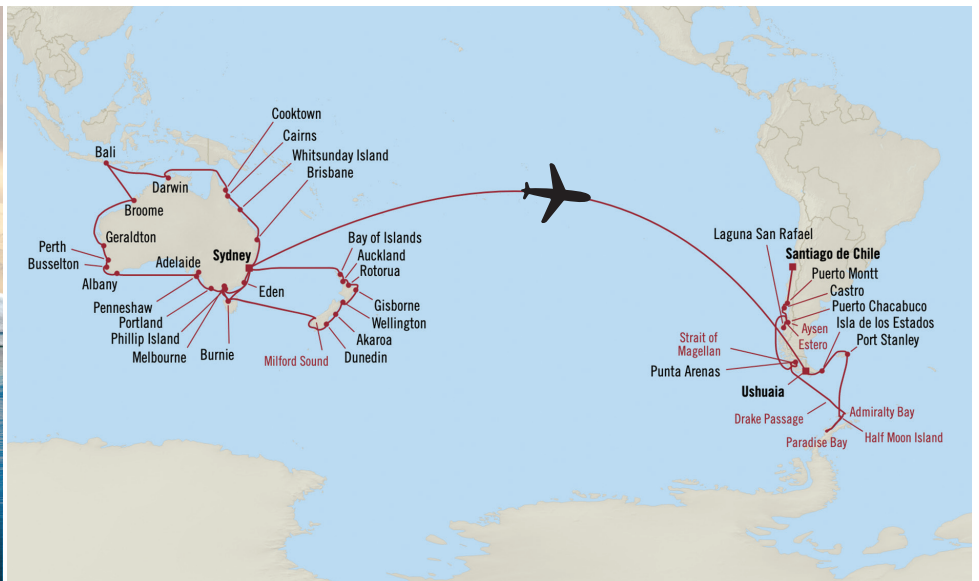 Cooktown
Cairns
Whitsunday Island
Brisbane
Bali
Darwin
Broome
Geraldton
Perth
Busselton
Albany
Adelaide
Sydney
Penneshaw
Portland
Phillip Island
Melbourne
Burnie
Eden
Bay of Islands
Auckland
Rotorua
Gisborne
Wellington
Akaroa
Dunedin
Milford Sound
Laguna San Rafael
Santiago de Chile
Puerto Montt
Castro
Puerto Chacabuco
Aysen
Estero
Isla de los Estados
Port Stanley
Strait of
Magellan
Punta Arenas
Ushuaia
Drake Passage
Admiralty Bay
Half Moon Island
Paradise Bay